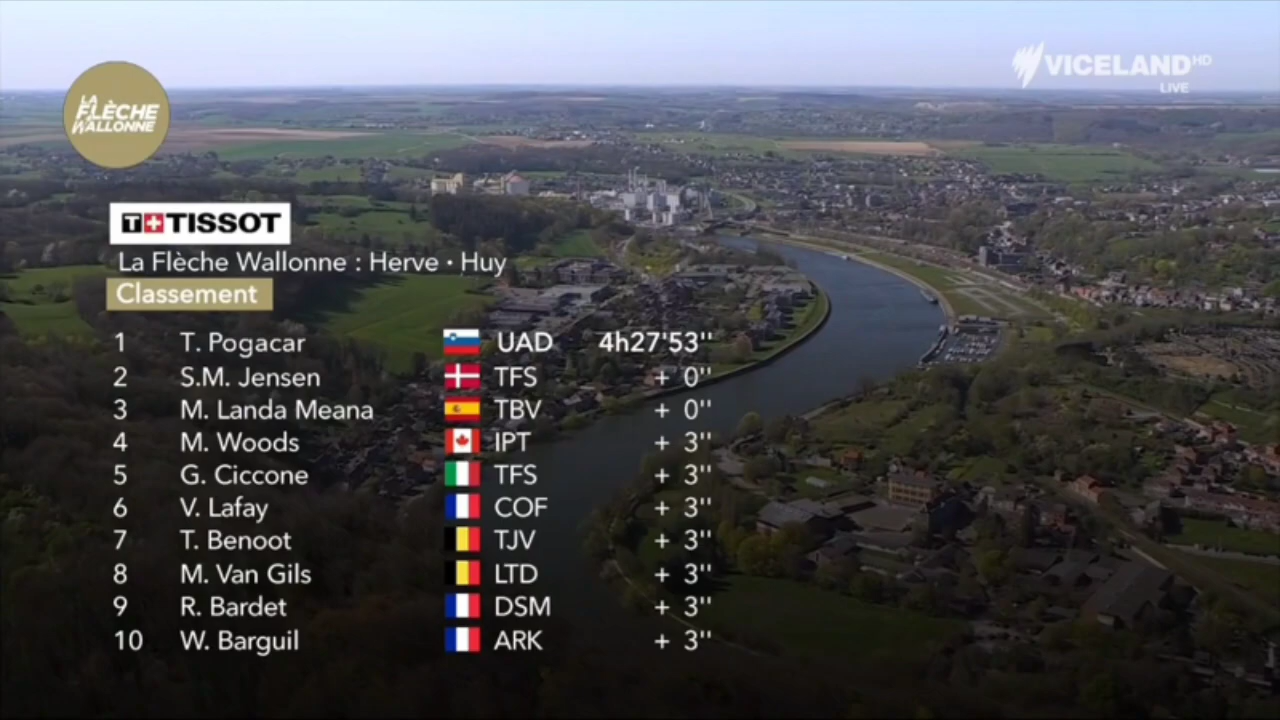 LA FLÈCHE WALLONNE
VICELAND HD
LIVE
T+TISSOT
La Flèche Wallonne : Herve • Huy
Classement
1 T. Pogacar UAD 4h27'53''
2 S.M. Jensen TFS + 0''
3 M. Landa Meana TBV + 0''
4 M. Woods IPT + 3''
5 G. Ciccone TFS + 3''
6 V. Lafay COF + 3''
7 T. Benoot TJV + 3''
8 M. Van Gils LTD + 3''
9 R. Bardet DSM + 3''
10 W. Barguil ARK + 3''